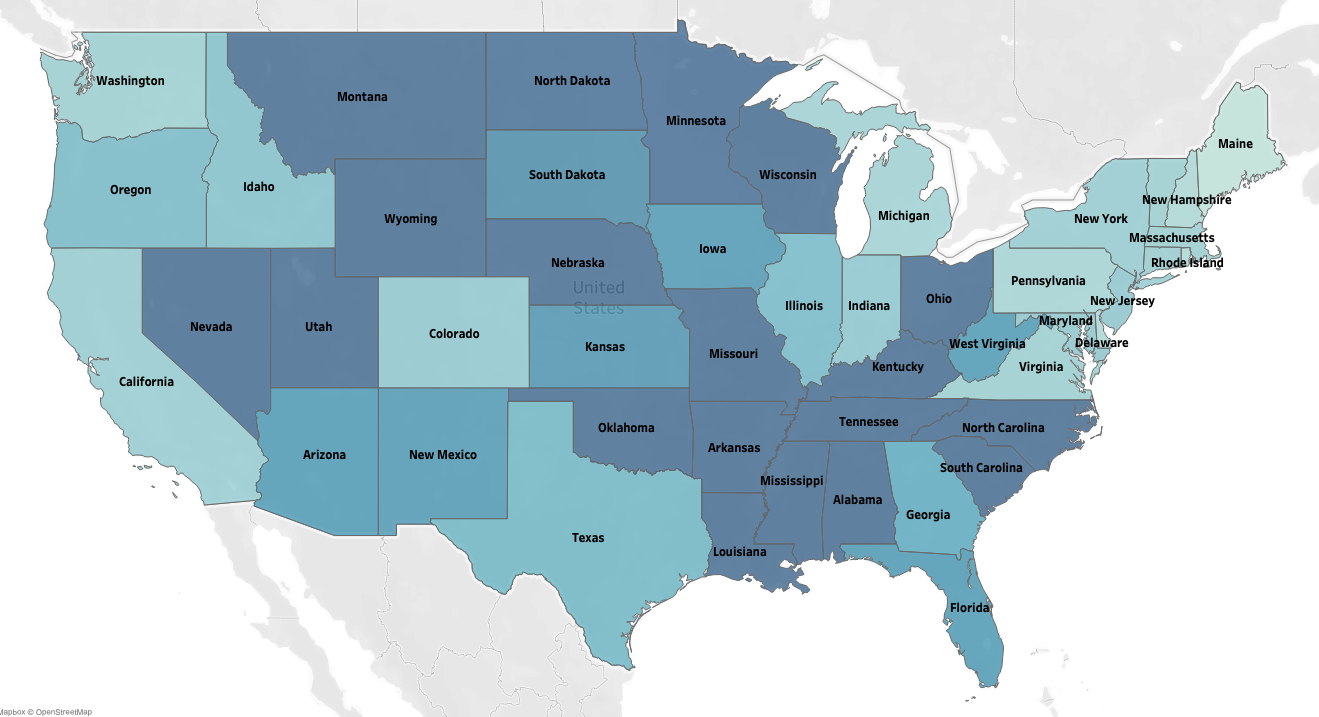 Washington
Montana
North Dakota
Minnesota
Maine
Oregon
Idaho
South Dakota
Wisconsin
Wyoming
Michigan
New York
New Hampshire
Massachusetts
Iowa
Nebraska
United
States
Rhode Island
Pennsylvania
New Jersey
Illinois
Indiana
Ohio
Maryland
Nevada
Utah
Colorado
Kansas
Missouri
West Virginia
Delaware
Virginia
Kentucky
California
Tennessee
North Carolina
Oklahoma
Arkansas
Arizona
New Mexico
South Carolina
Mississippi
Alabama
Georgia
Texas
Louisiana
Florida
Mapbox © OpenStreetMap